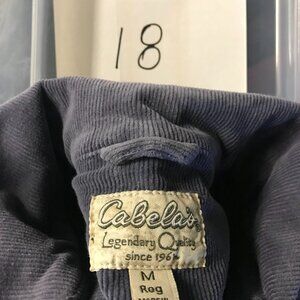 18
Cabela's
Legendary Quality
since 1961
M
Reg